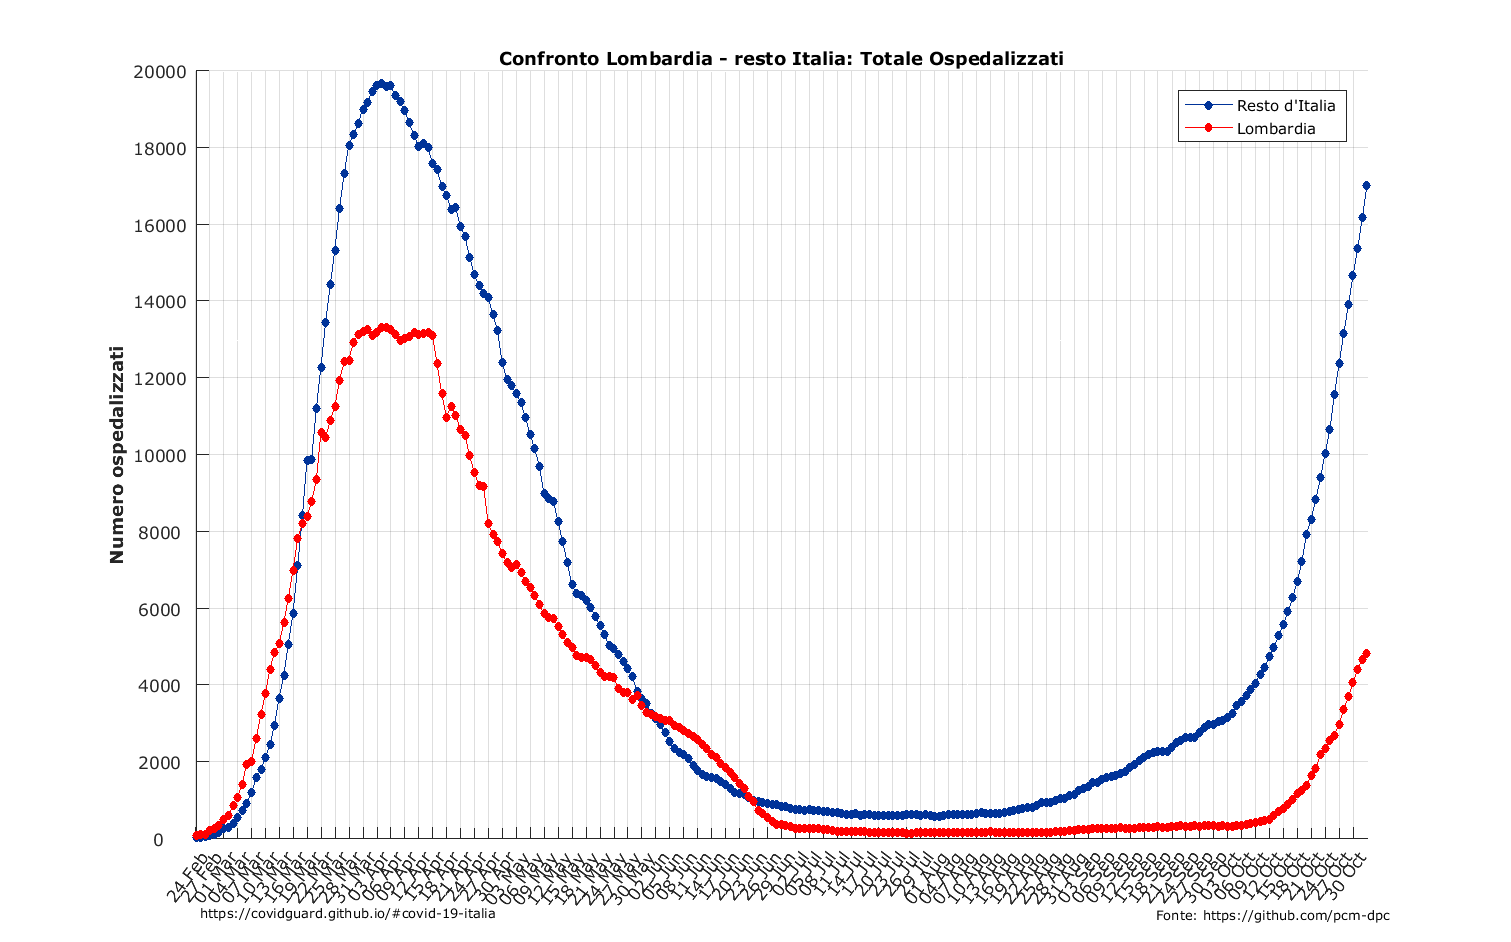 Confronto Lombardia - resto Italia: Totale Ospedalizzati
Resto d'Italia
Lombardia
Numero ospedalizzati
20000
18000
16000
14000
12000
10000
8000
6000
4000
2000
0
24 Feb
27 Feb
01 Mar
04 Mar
07 Mar
10 Mar
13 Mar
16 Mar
19 Mar
22 Mar
25 Mar
28 Mar
31 Mar
03 Apr
06 Apr
09 Apr
12 Apr
15 Apr
18 Apr
21 Apr
24 Apr
27 Apr
30 Apr
03 May
06 May
09 May
12 May
15 May
18 May
21 May
24 May
27 May
30 May
02 Jun
05 Jun
08 Jun
11 Jun
14 Jun
17 Jun
20 Jun
23 Jun
26 Jun
29 Jun
02 Jul
05 Jul
08 Jul
11 Jul
14 Jul
17 Jul
20 Jul
23 Jul
26 Jul
29 Jul
01 Aug
04 Aug
07 Aug
10 Aug
13 Aug
16 Aug
19 Aug
22 Aug
25 Aug
28 Aug
31 Aug
03 Sep
06 Sep
09 Sep
12 Sep
15 Sep
18 Sep
21 Sep
24 Sep
27 Sep
30 Sep
03 Oct
06 Oct
09 Oct
12 Oct
15 Oct
18 Oct
21 Oct
24 Oct
27 Oct
30 Oct
https://covidguard.github.io/#covid-19-italia
Fonte: https://github.com/pcm-dpc